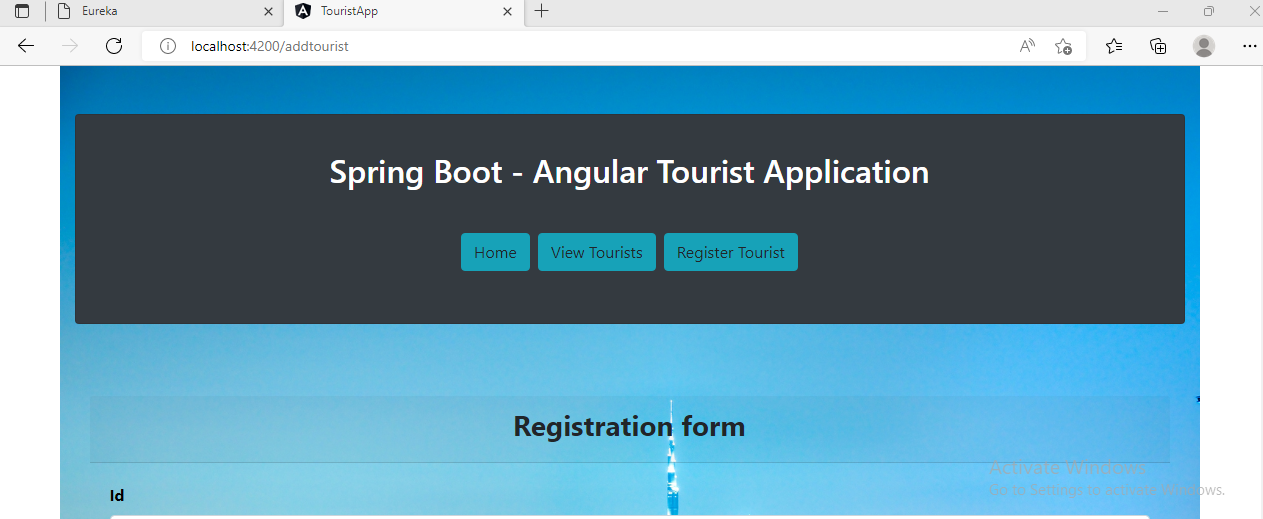 Eureka
TouristApp
localhost:4200/addtourist
Spring Boot - Angular Tourist Application
Home View Tourists Register Tourist
Registration form
Activate Windows
Go to Settings to activate Windows.
Id